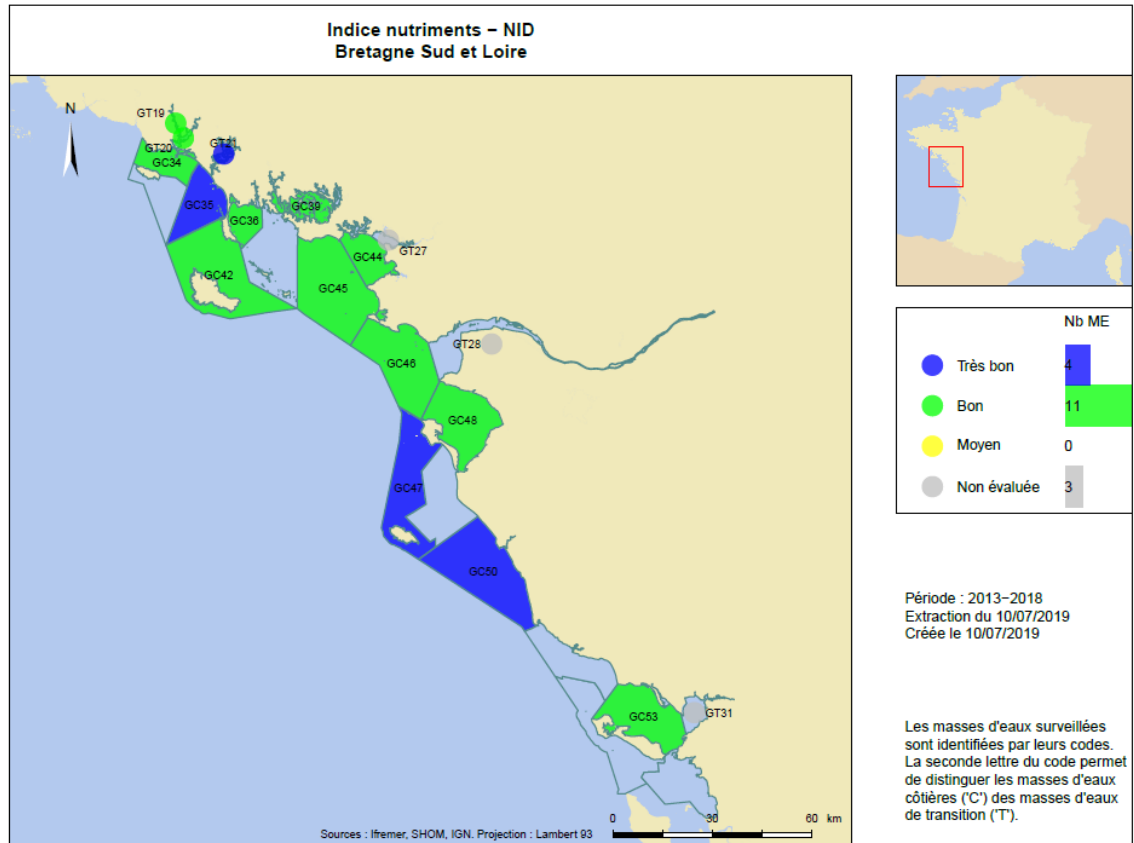 Indice nutriments − NID
Bretagne Sud et Loire
N
GT19
GT20
GT21
GC34
GC35
GC36
GC39
GT27
GC44
GC42
GC45
GT28
GC46
GC48
GC47
GC50
GC53
GT31
Nb ME
Très bon 4
Bon 11
Moyen 0
Non évaluée 3
Période : 2013−2018
Extraction du 10/07/2019
Créée le 10/07/2019
Les masses d'eaux surveillées
sont identifiées par leurs codes.
La seconde lettre du code permet
de distinguer les masses d'eaux
côtières ('C') des masses d'eaux
de transition ('T').
0 30 60 km
Sources : Ifremer, SHOM, IGN. Projection : Lambert 93